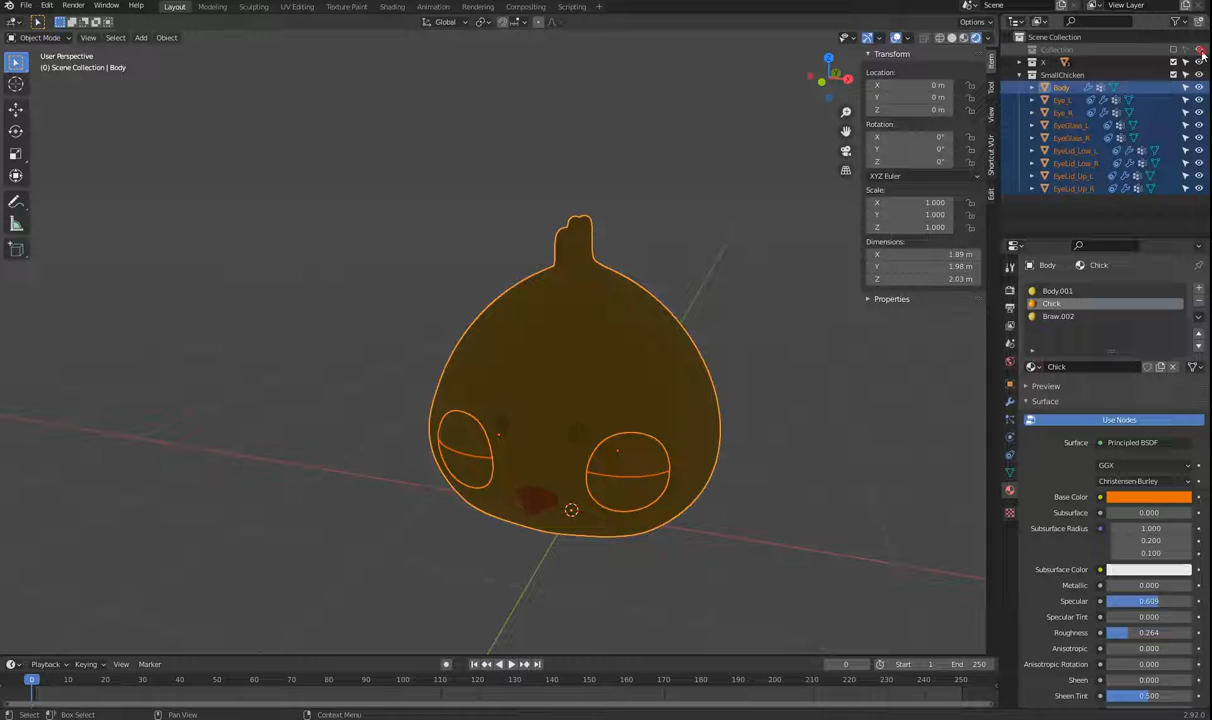 File Edit Render Window Help Layout Modeling Sculpting UV Editing Texture Paint Shading Animation Rendering Compositing Scripting + Scene View Layer
Global Options
Object Mode View Select Add Object
User Perspective
(0) Scene Collection | Body
Transform
Location:
X 0 m
Y 0 m
Z 0 m
Rotation:
X 0°
Y 0°
Z 0°
XYZ Euler
Scale:
X 1.000
Y 1.000
Z 1.000
Dimensions:
X 1.89 m
Y 1.98 m
Z 2.03 m
Properties
Item
Tool
View
Shortcut VUr
Edit
Scene Collection
Collection
X
SmallChicken
Body
Eye_L
Eye_R
EyeGlass_L
EyeGlass_R
EyeLid_Low_L
EyeLid_Low_R
EyeLid_Up_L
EyeLid_Up_R
Body Chick
Body.001
Chick
Braw.002
Chick
Preview
Surface
Use Nodes
Surface Principled BSDF
GGX
Christensen-Burley
Base Color
Subsurface 0.000
Subsurface Radius 1.000
0.200
0.100
Subsurface Color
Metallic 0.000
Specular 0.609
Specular Tint 0.000
Roughness 0.264
Anisotropic 0.000
Anisotropic Rotation 0.000
Sheen 0.000
Sheen Tint 0.500
Playback Keying View Marker 0 Start 1 End 250
0 10 20 30 40 50 60 70 80 90 100 110 120 130 140 150 160 170 180 190 200 210 220 230 240 250
Select Box Select Pan View Context Menu 2.92.0